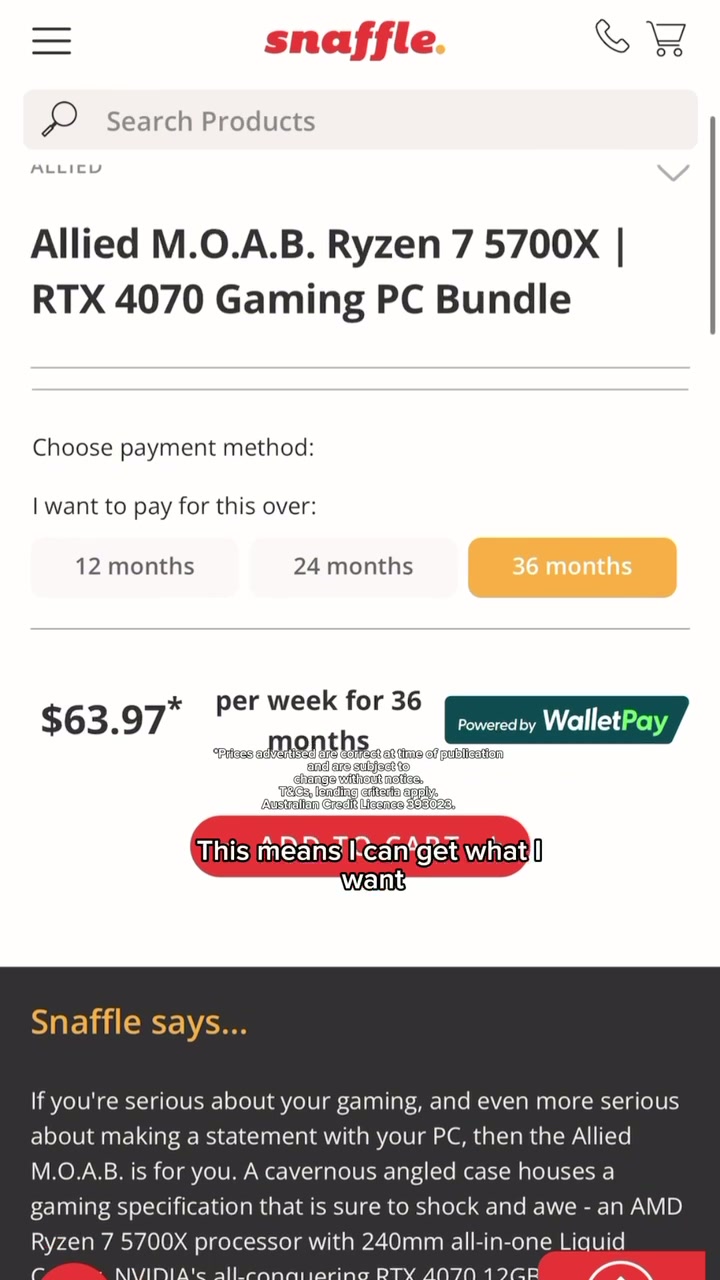 snaffle.
Search Products
ALLIED
Allied M.O.A.B. Ryzen 7 5700X |
RTX 4070 Gaming PC Bundle
Choose payment method:
I want to pay for this over:
12 months
24 months
36 months
$63.97*
per week for 36
months
Powered by WalletPay
*Prices advertised are correct at time of publication
and are subject to
change without notice.
T&Cs, lending criteria apply.
Australian Credit Licence 393023.
ADD TO CART
This means I can get what I
want
Snaffle says...
If you're serious about your gaming, and even more serious
about making a statement with your PC, then the Allied
M.O.A.B. is for you. A cavernous angled case houses a
gaming specification that is sure to shock and awe - an AMD
Ryzen 7 5700X processor with 240mm all-in-one Liquid
NVIDIA's all-conquering RTX 4070 12GB